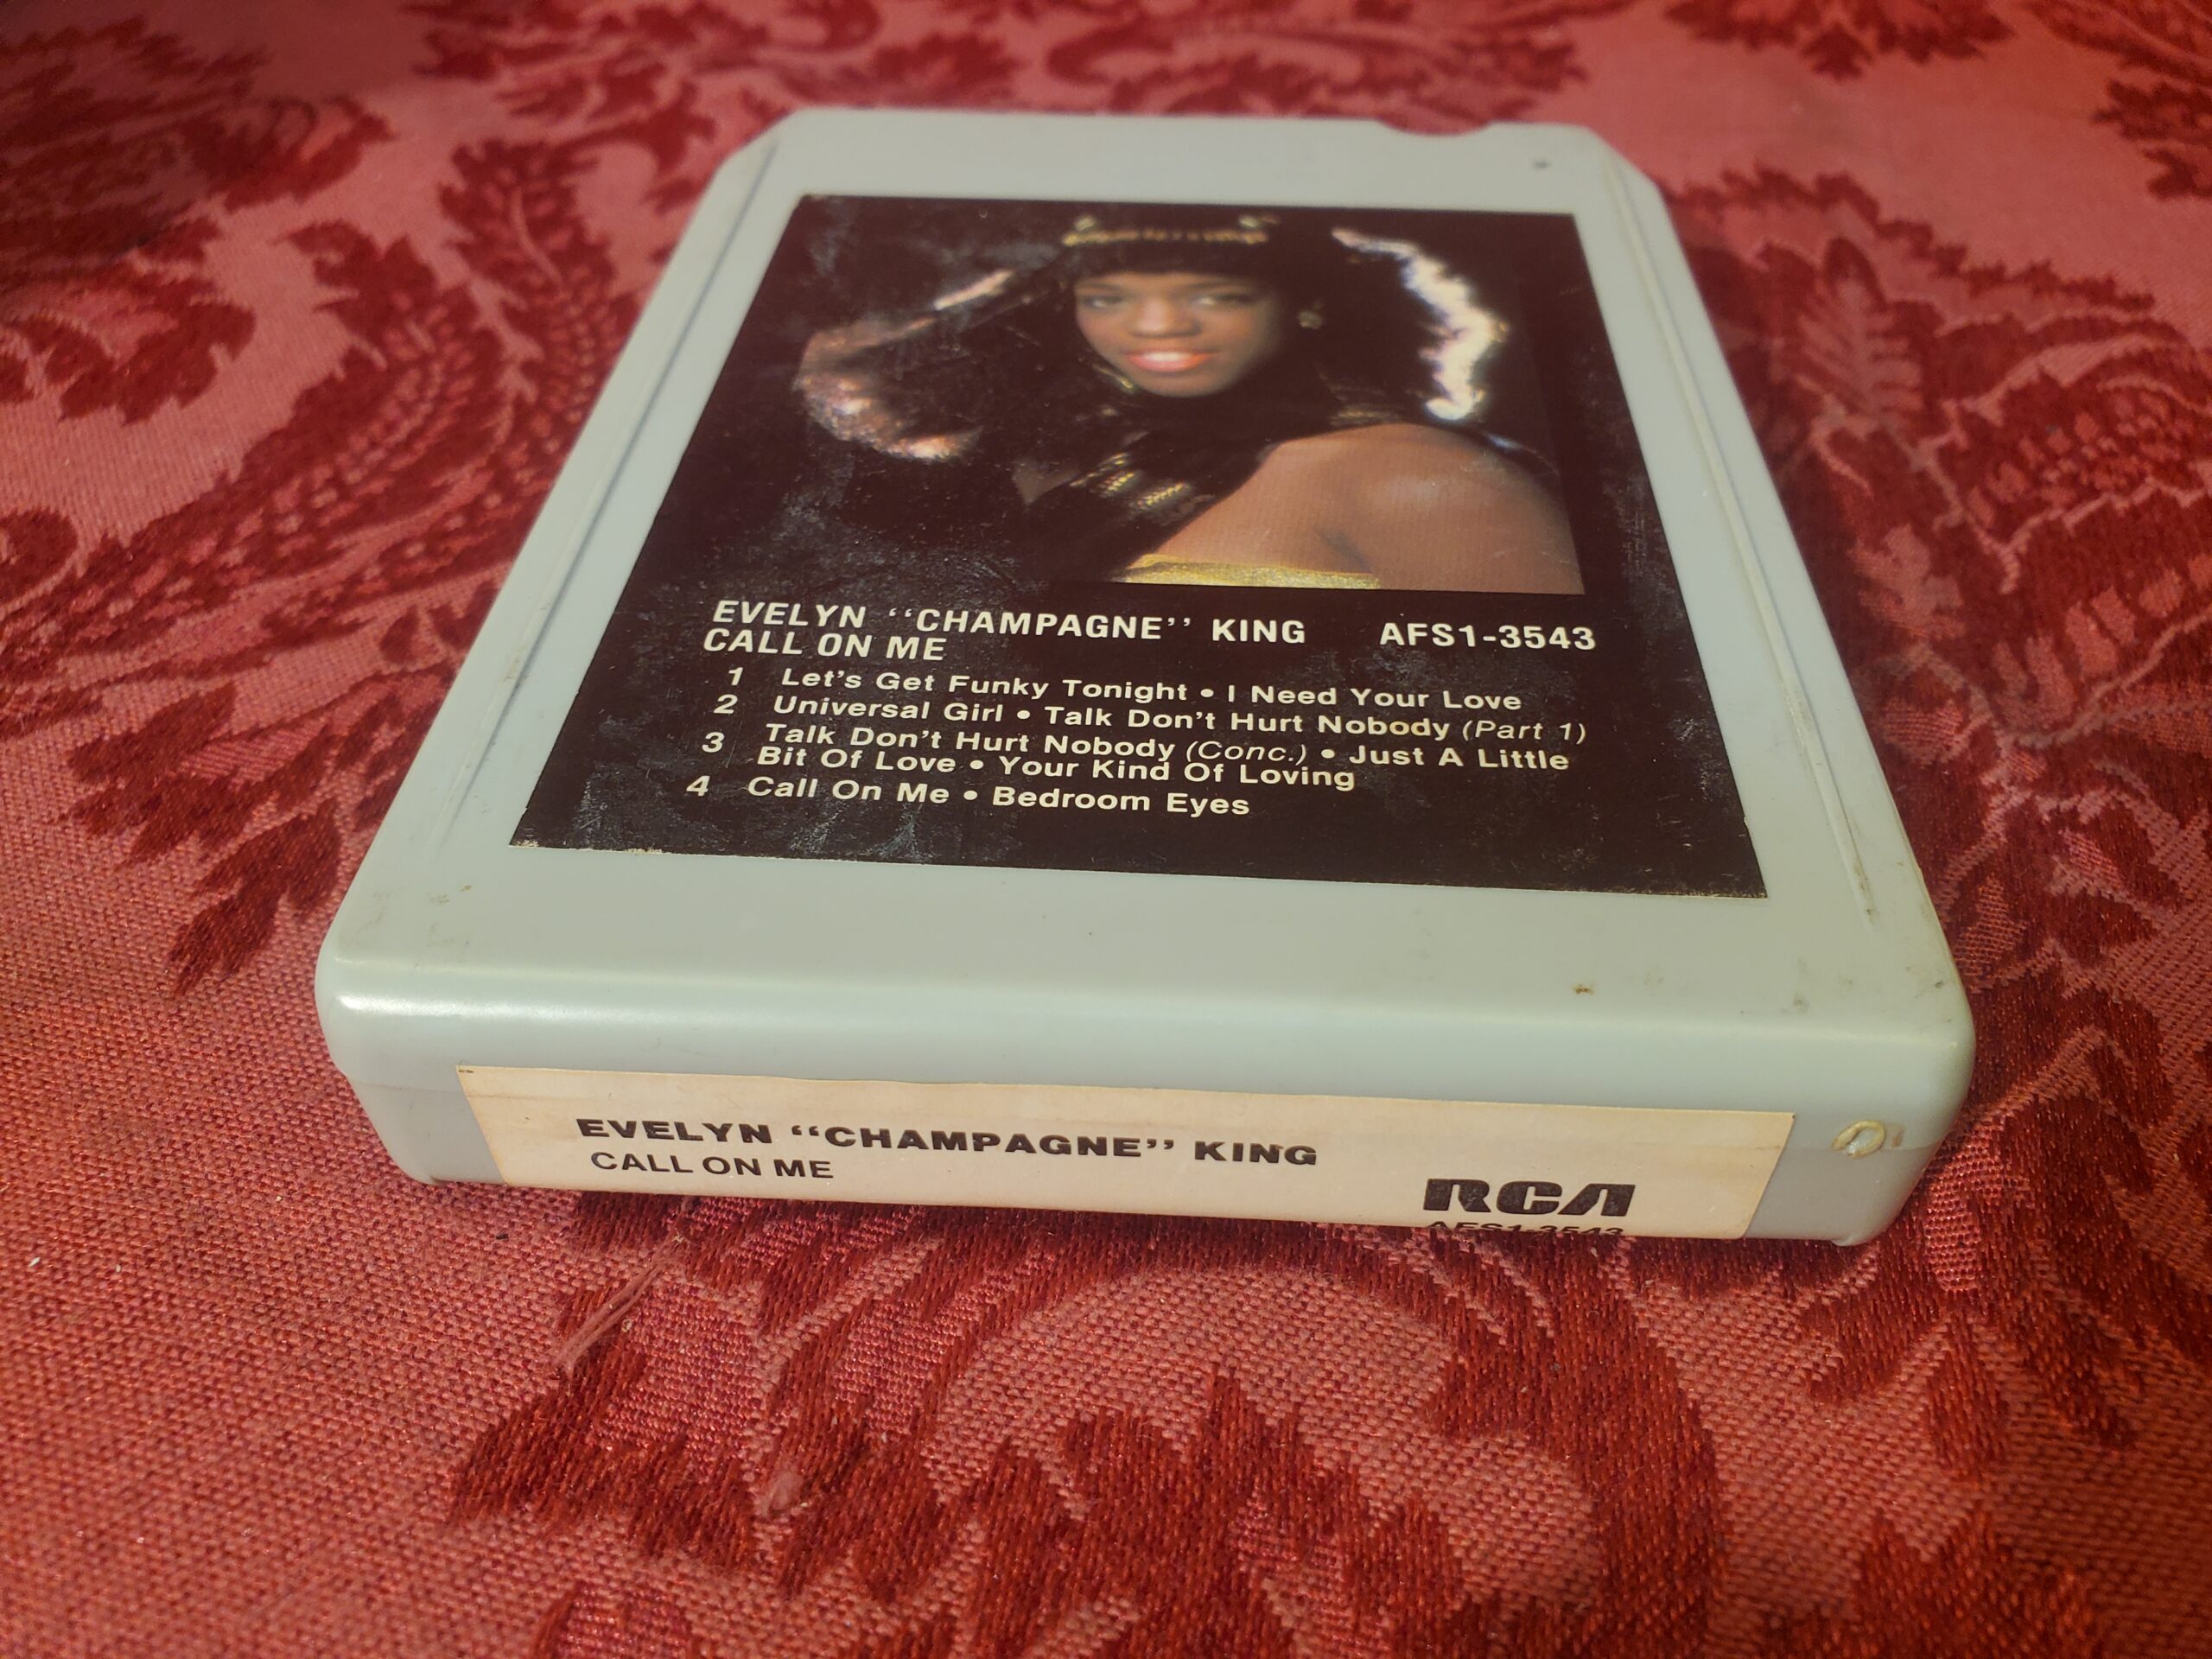 EVELYN “CHAMPAGNE” KING AFS1-3543
CALL ON ME
1 Let's Get Funky Tonight • I Need Your Love
2 Universal Girl • Talk Don't Hurt Nobody (Part 1)
3 Talk Don't Hurt Nobody (Conc.) • Just A Little
Bit Of Love • Your Kind Of Loving
4 Call On Me • Bedroom Eyes
EVELYN “CHAMPAGNE” KING
CALL ON ME
RCA
AFS1-3543